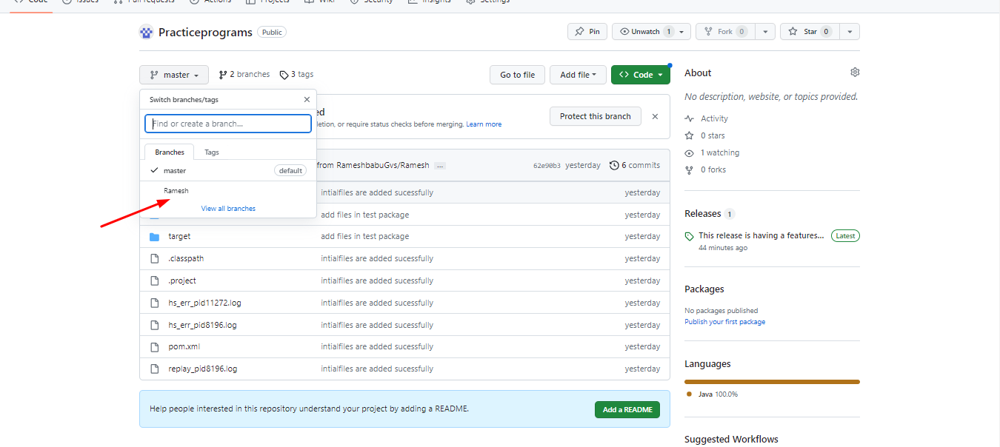 Code Issues Pull requests Actions Projects Wiki Security Insights Settings
Practiceprograms Public
Pin Unwatch 1 Fork 0 Star 0
master 2 branches 3 tags
Go to file Add file Code
Switch branches/tags
Find or create a branch...
Branches Tags
master default
Ramesh
View all branches
ed
Protect this branch
letion, or require status checks before merging. Learn more
from RameshbabuGvs/Ramesh ... 62e90b3 yesterday 6 commits
intialfiles are added sucessfully yesterday
add files in test package yesterday
target add files in test package yesterday
.classpath intialfiles are added sucessfully yesterday
.project intialfiles are added sucessfully yesterday
hs_err_pid11272.log intialfiles are added sucessfully yesterday
hs_err_pid8196.log intialfiles are added sucessfully yesterday
pom.xml intialfiles are added sucessfully yesterday
replay_pid8196.log intialfiles are added sucessfully yesterday
Help people interested in this repository understand your project by adding a README. Add a README
About
No description, website, or topics provided.
Activity
0 stars
1 watching
0 forks
Releases 1
This release is having a features... Latest
44 minutes ago
Packages
No packages published
Publish your first package
Languages
Java 100.0%
Suggested Workflows